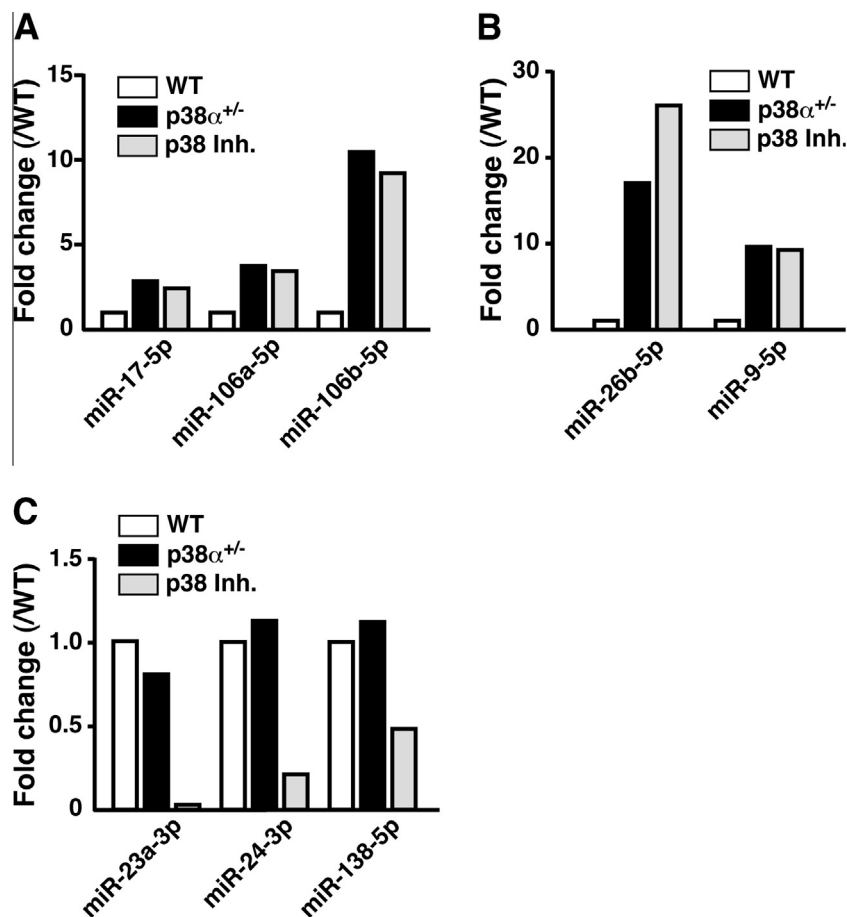 A
Fold change (/WT)
15
10
5
0
WT
p38α+/-
p38 Inh.
miR-17-5p
miR-106a-5p
miR-106b-5p
B
Fold change (/WT)
30
20
10
0
WT
p38α+/-
p38 Inh.
miR-26b-5p
miR-9-5p
C
Fold change (/WT)
1.5
1.0
0.5
0
WT
p38α+/-
p38 Inh.
miR-23a-3p
miR-24-3p
miR-138-5p